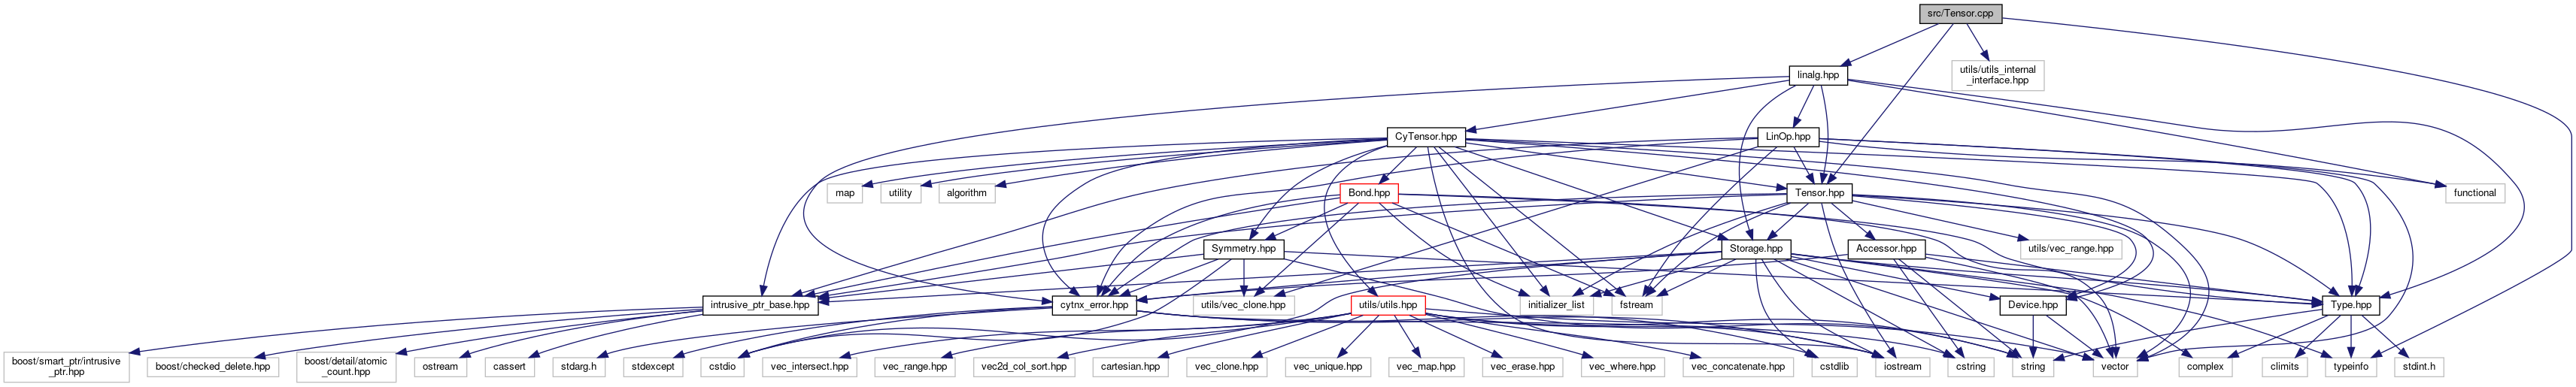 src/Tensor.cpp
linalg.hpp
utils/utils_internal
_interface.hpp
CyTensor.hpp
LinOp.hpp
map
utility
algorithm
Bond.hpp
Tensor.hpp
functional
Symmetry.hpp
Storage.hpp
Accessor.hpp
utils/vec_range.hpp
intrusive_ptr_base.hpp
cytnx_error.hpp
utils/vec_clone.hpp
utils/utils.hpp
initializer_list
fstream
Device.hpp
Type.hpp
boost/smart_ptr/intrusive
_ptr.hpp
boost/checked_delete.hpp
boost/detail/atomic
_count.hpp
ostream
cassert
stdarg.h
stdexcept
cstdio
vec_intersect.hpp
vec_range.hpp
vec2d_col_sort.hpp
cartesian.hpp
vec_clone.hpp
vec_unique.hpp
vec_map.hpp
vec_erase.hpp
vec_where.hpp
vec_concatenate.hpp
cstdlib
iostream
cstring
string
vector
complex
climits
typeinfo
stdint.h